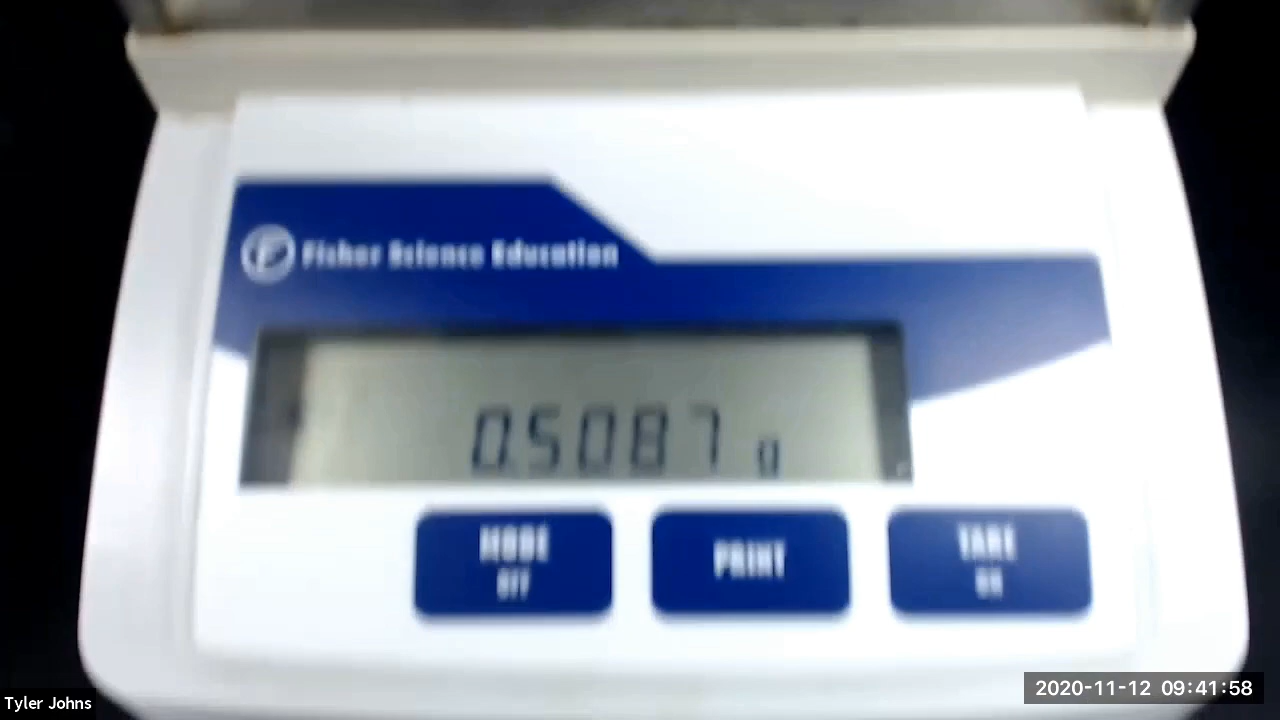 Fisher Science Education
0.5087 g
MODE
OFF
PRINT
TARE
ON
Tyler Johns
2020-11-12 09:41:58